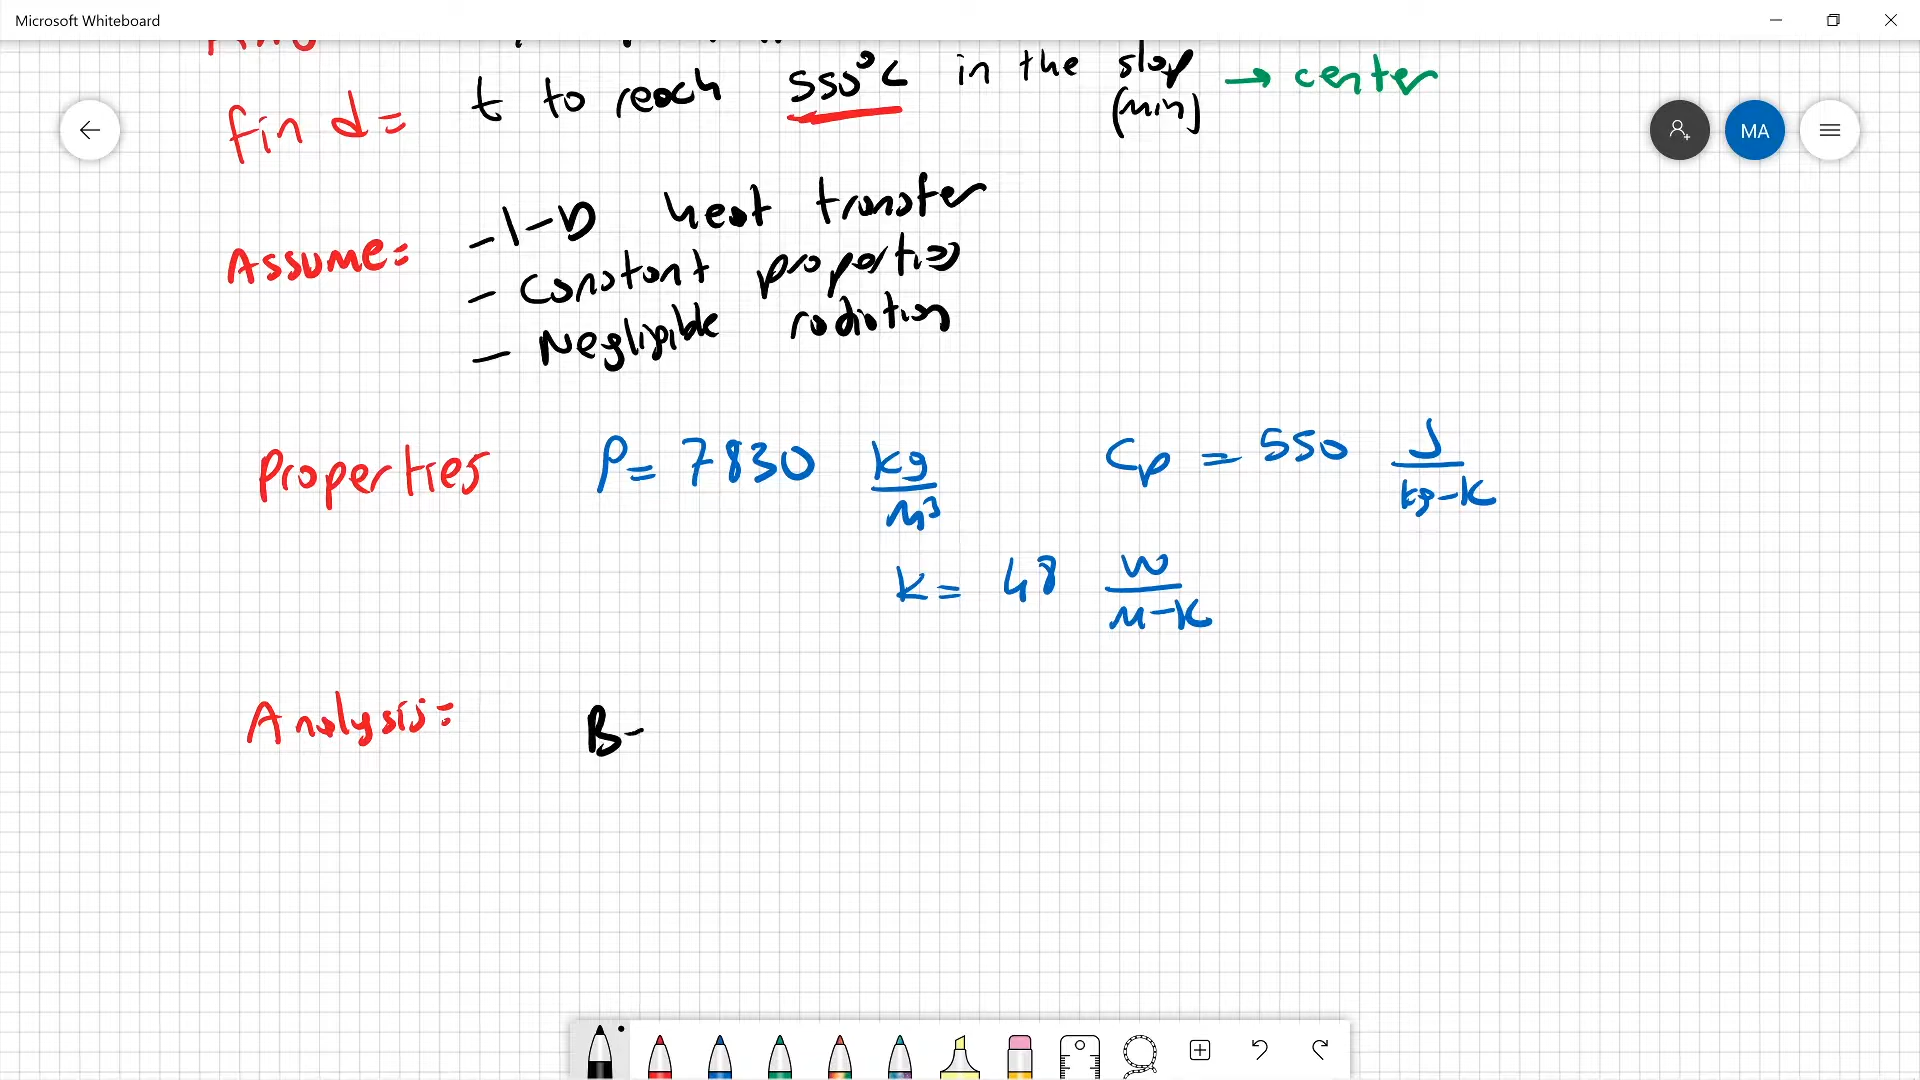 Microsoft Whiteboard
t to reach 550°C in the slap → center
(min)
find =
MA
Assume:
- 1-D heat transfer
- Constant properties
- Negligible radiation
Properties ρ = 7830 kg/m³ Cp = 550 J/kg-K
k = 48 W/m-K
Analysis: B-